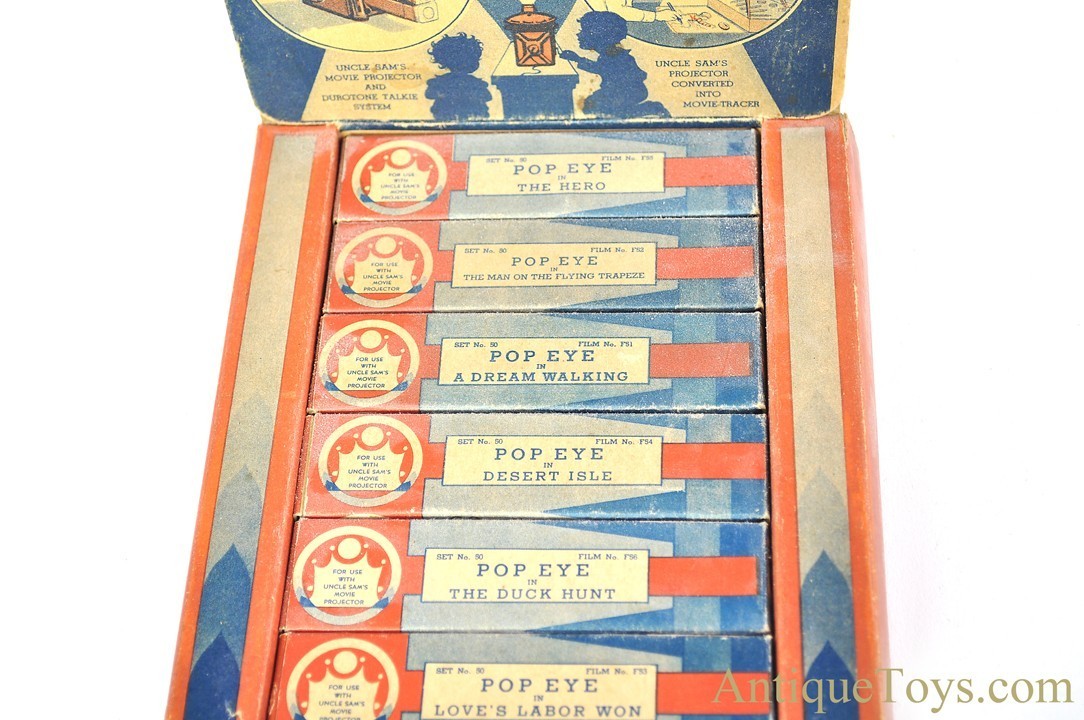 UNCLE SAM'S
MOVIE PROJECTOR
AND
DUROTONE TALKIE
SYSTEM
UNCLE SAM'S
PROJECTOR
CONVERTED
INTO
MOVIE-TRACER
FOR USE
WITH
UNCLE SAM'S
MOVIE
PROJECTOR
SET No. 50 FILM No. F55
POP EYE
IN
THE HERO
FOR USE
WITH
UNCLE SAM'S
MOVIE
PROJECTOR
SET No. 50 FILM No. F52
POP EYE
IN
THE MAN ON THE FLYING TRAPEZE
FOR USE
WITH
UNCLE SAM'S
MOVIE
PROJECTOR
SET No. 50 FILM No. F51
POP EYE
IN
A DREAM WALKING
FOR USE
WITH
UNCLE SAM'S
MOVIE
PROJECTOR
SET No. 50 FILM No. F54
POP EYE
IN
DESERT ISLE
FOR USE
WITH
UNCLE SAM'S
MOVIE
PROJECTOR
SET No. 50 FILM No. F56
POP EYE
IN
THE DUCK HUNT
FOR USE
WITH
UNCLE SAM'S
MOVIE
SET No. 50 FILM No. F53
POP EYE
IN
LOVE'S LABOR WON
AntiqueToys.com